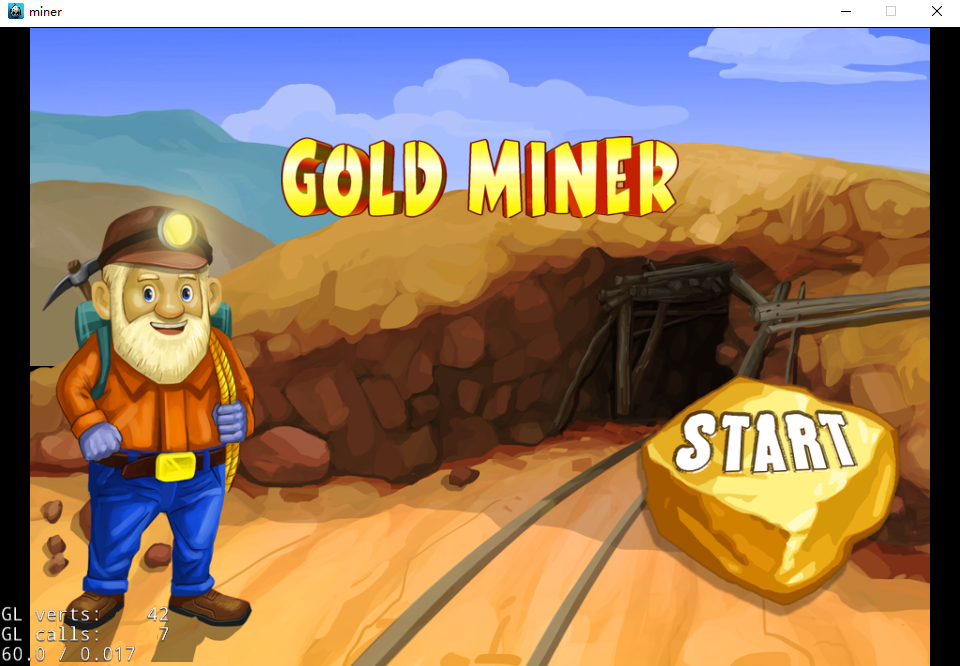 miner
GOLD MINER
START
GL verts: 42
GL calls: 7
60.0 / 0.017